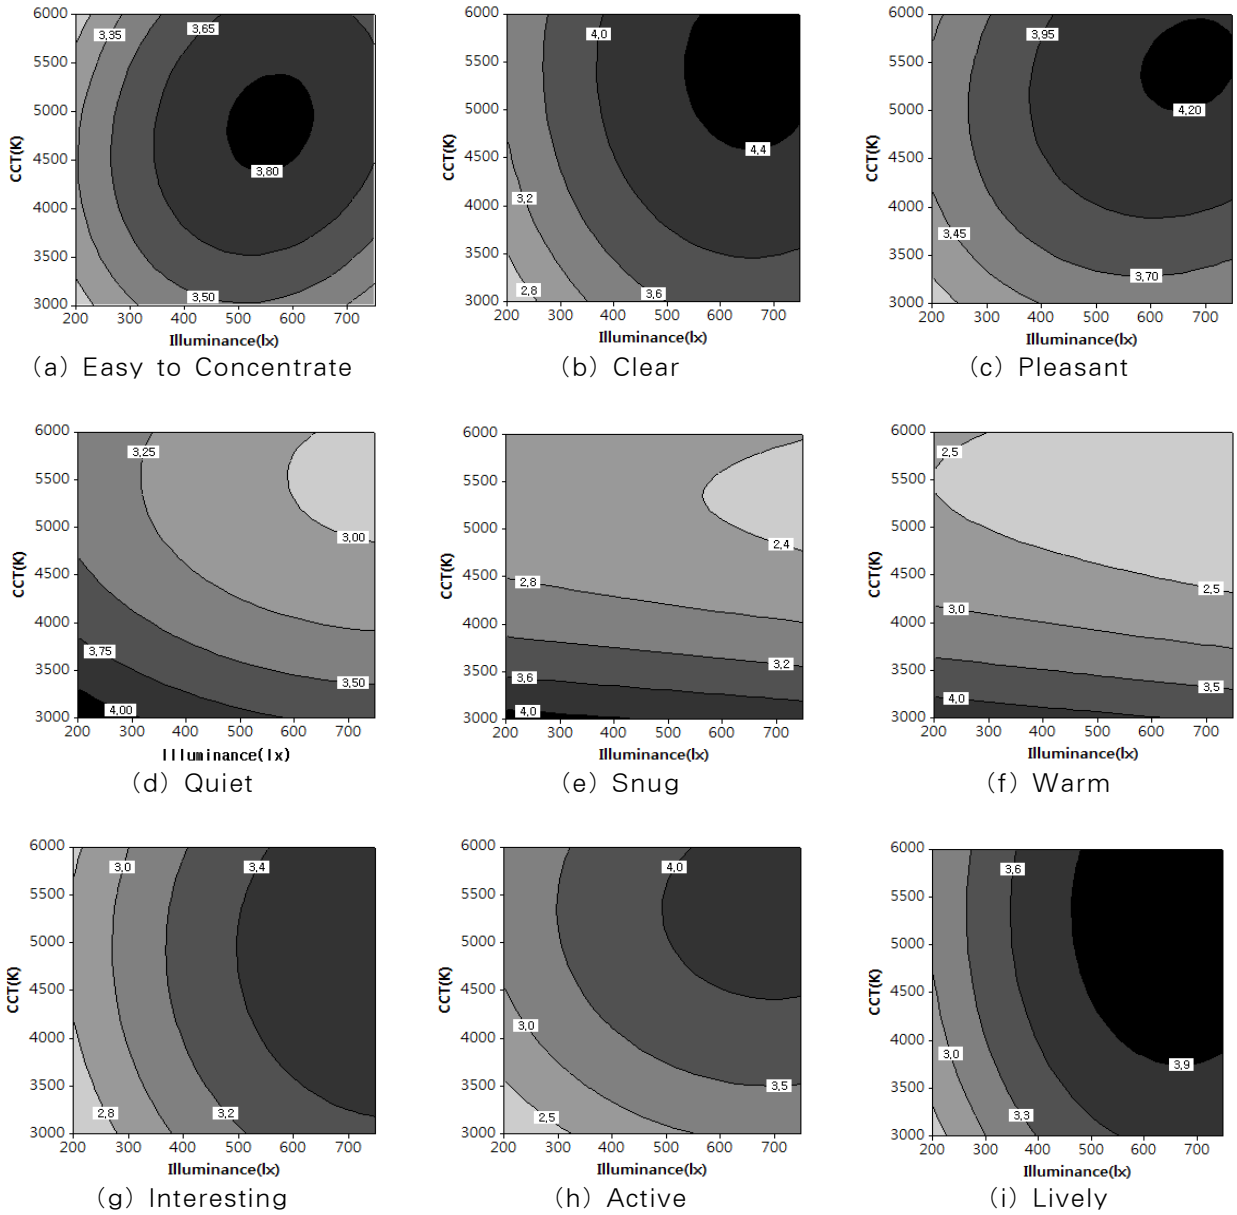 6000
5500
5000
4500
4000
3500
3000
CCT(K)
3,35
3,65
3,80
3,50
200 300 400 500 600 700
Illuminance(lx)
(a) Easy to Concentrate
6000
5500
5000
4500
4000
3500
3000
CCT(K)
4,0
4,4
3,2
2,8
3,6
200 300 400 500 600 700
Illuminance(lx)
(b) Clear
6000
5500
5000
4500
4000
3500
3000
CCT(K)
3,95
4,20
3,45
3,70
200 300 400 500 600 700
Illuminance(lx)
(c) Pleasant
6000
5500
5000
4500
4000
3500
3000
CCT(K)
3,25
3,00
3,75
3,50
4,00
200 300 400 500 600 700
Illuminance(lx)
(d) Quiet
6000
5500
5000
4500
4000
3500
3000
CCT(K)
2,4
2,8
3,2
3,6
4,0
200 300 400 500 600 700
Illuminance(lx)
(e) Snug
6000
5500
5000
4500
4000
3500
3000
CCT(K)
2,5
2,5
3,0
3,5
4,0
200 300 400 500 600 700
Illuminance(lx)
(f) Warm
6000
5500
5000
4500
4000
3500
3000
CCT(K)
3,0
3,4
2,8
3,2
200 300 400 500 600 700
Illuminance(lx)
(g) Interesting
6000
5500
5000
4500
4000
3500
3000
CCT(K)
4,0
3,0
3,5
2,5
200 300 400 500 600 700
Illuminance(lx)
(h) Active
6000
5500
5000
4500
4000
3500
3000
CCT(K)
3,6
3,0
3,9
3,3
200 300 400 500 600 700
Illuminance(lx)
(i) Lively